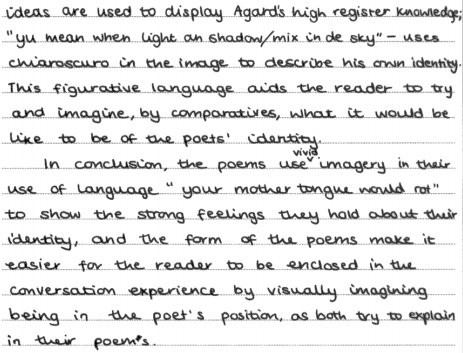 ideas are used to display Agard's high register knowledge;
"yu mean when light an shadow/mix in de sky" – uses
chiaroscuro in the image to describe his own identity.
This figurative language aids the reader to try
and imagine, by comparatives, what it would be
like to be of the poets' identity.
In conclusion, the poems use vivid imagery in their
use of language "your mother tongue would rot"
to show the strong feelings they hold about their
identity, and the form of the poems make it
easier for the reader to be enclosed in the
conversation experience by visually imagining
being in the poet's position, as both try to explain
in their poem's.